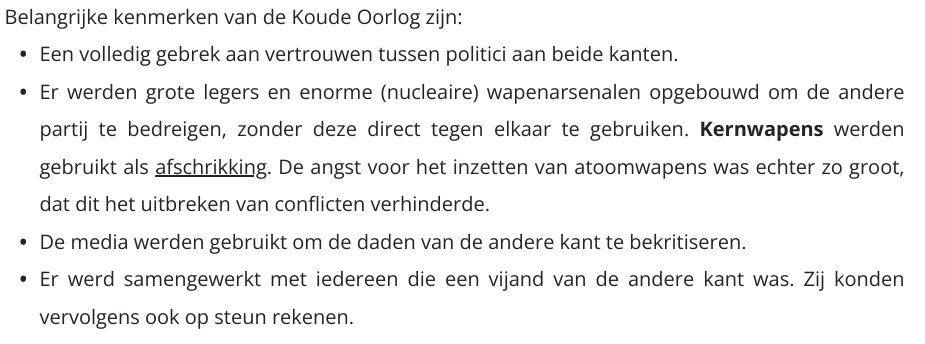 Belangrijke kenmerken van de Koude Oorlog zijn:
• Een volledig gebrek aan vertrouwen tussen politici aan beide kanten.
• Er werden grote legers en enorme (nucleaire) wapenarsenalen opgebouwd om de andere
partij te bedreigen, zonder deze direct tegen elkaar te gebruiken. Kernwapens werden
gebruikt als afschrikking. De angst voor het inzetten van atoomwapens was echter zo groot,
dat dit het uitbreken van conflicten verhinderde.
• De media werden gebruikt om de daden van de andere kant te bekritiseren.
• Er werd samengewerkt met iedereen die een vijand van de andere kant was. Zij konden
vervolgens ook op steun rekenen.